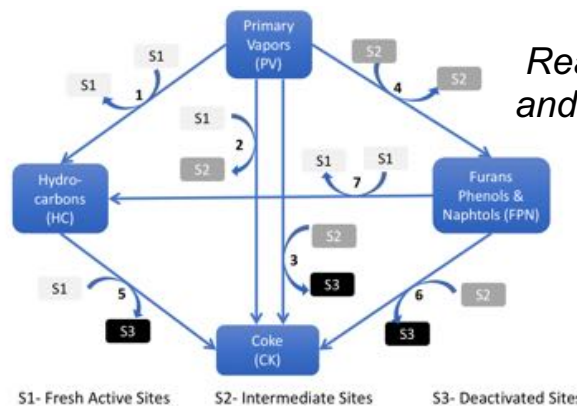 Primary
Vapors
(PV)
Rea
and
S1
S1
S2
S2
1
4
S1
2
S2
S1
S1
7
Hydro-
carbons
(HC)
Furans
Phenols &
Naphtols (FPN)
S2
3
S3
S1
5
S3
6
S2
S3
Coke
(CK)
S1- Fresh Active Sites
S2- Intermediate Sites
S3- Deactivated Sites